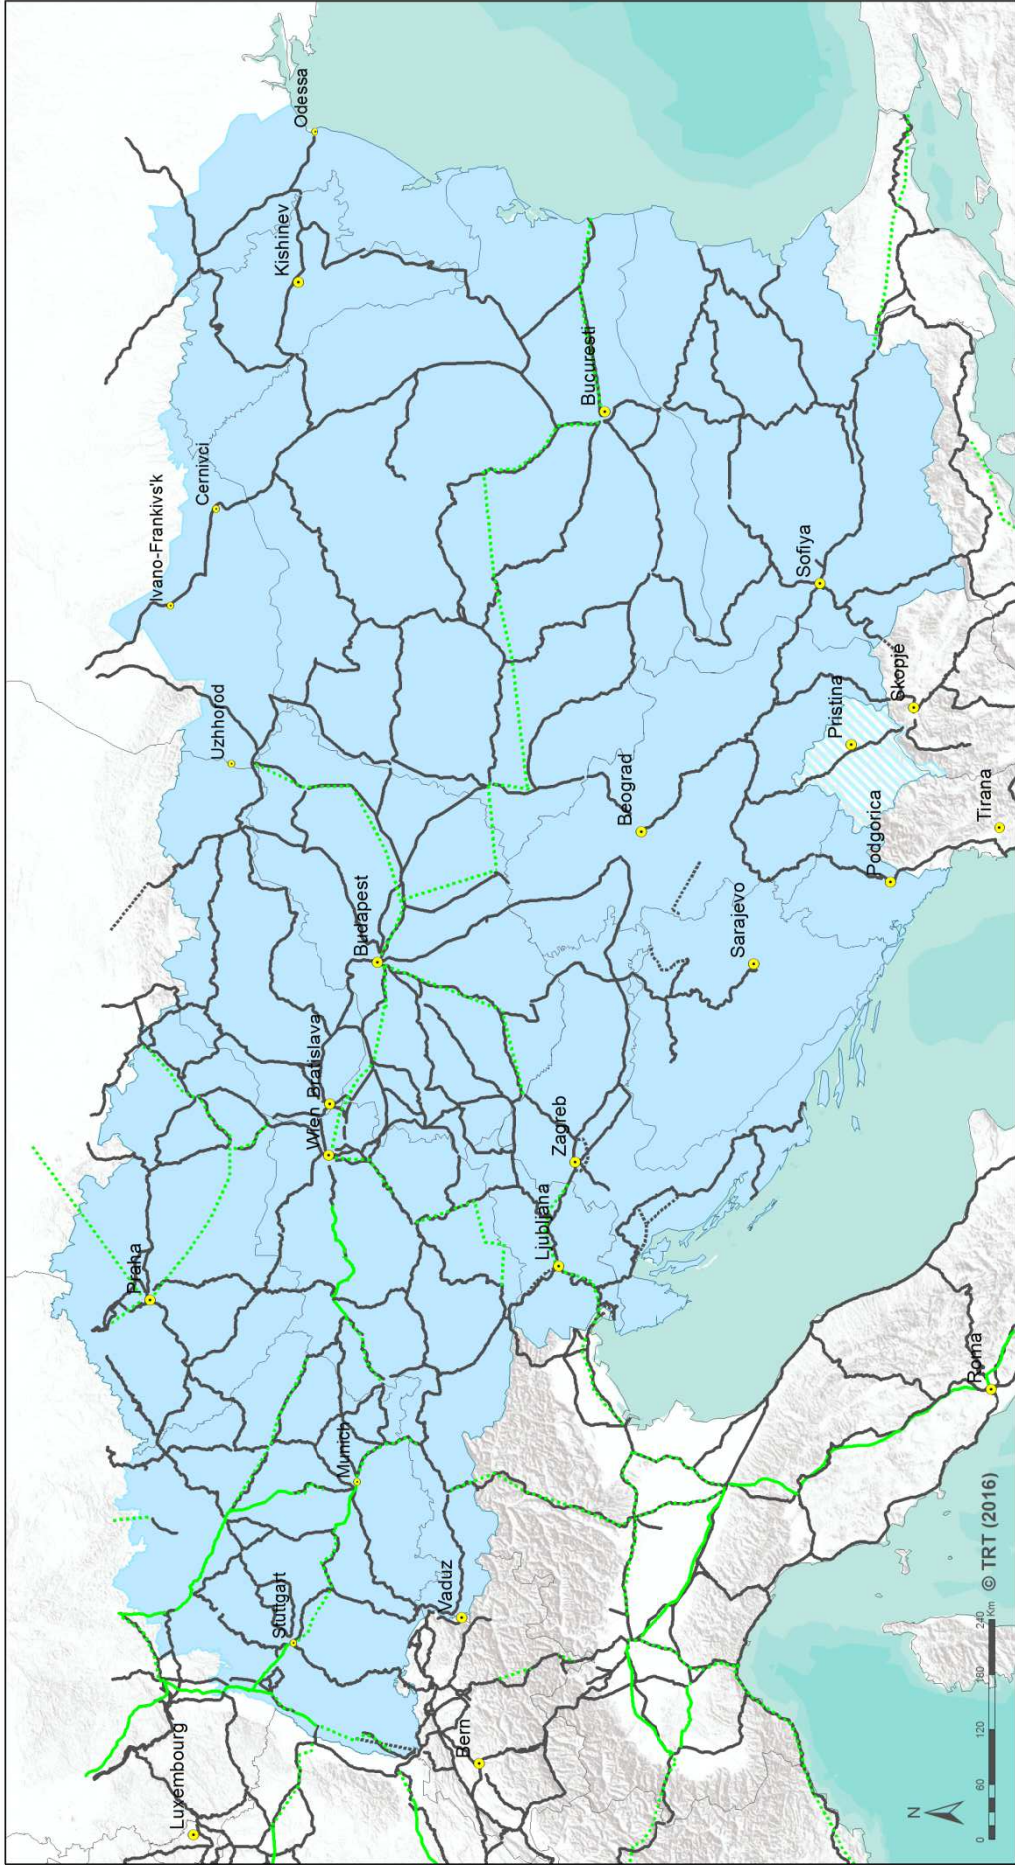 Praha
Luxembourg
Stuttgart
Munich
Wien
Bratislava
Budapest
Uzhhorod
Ivano-Frankivs'k
Cernivci
Kishinev
Odessa
Vaduz
Bern
Ljubljana
Zagreb
Beograd
Bucuresti
Sarajevo
Pristina
Sofiya
Podgorica
Skopje
Tirana
Roma
N
0 60 120 180 240
Km
© TRT (2016)